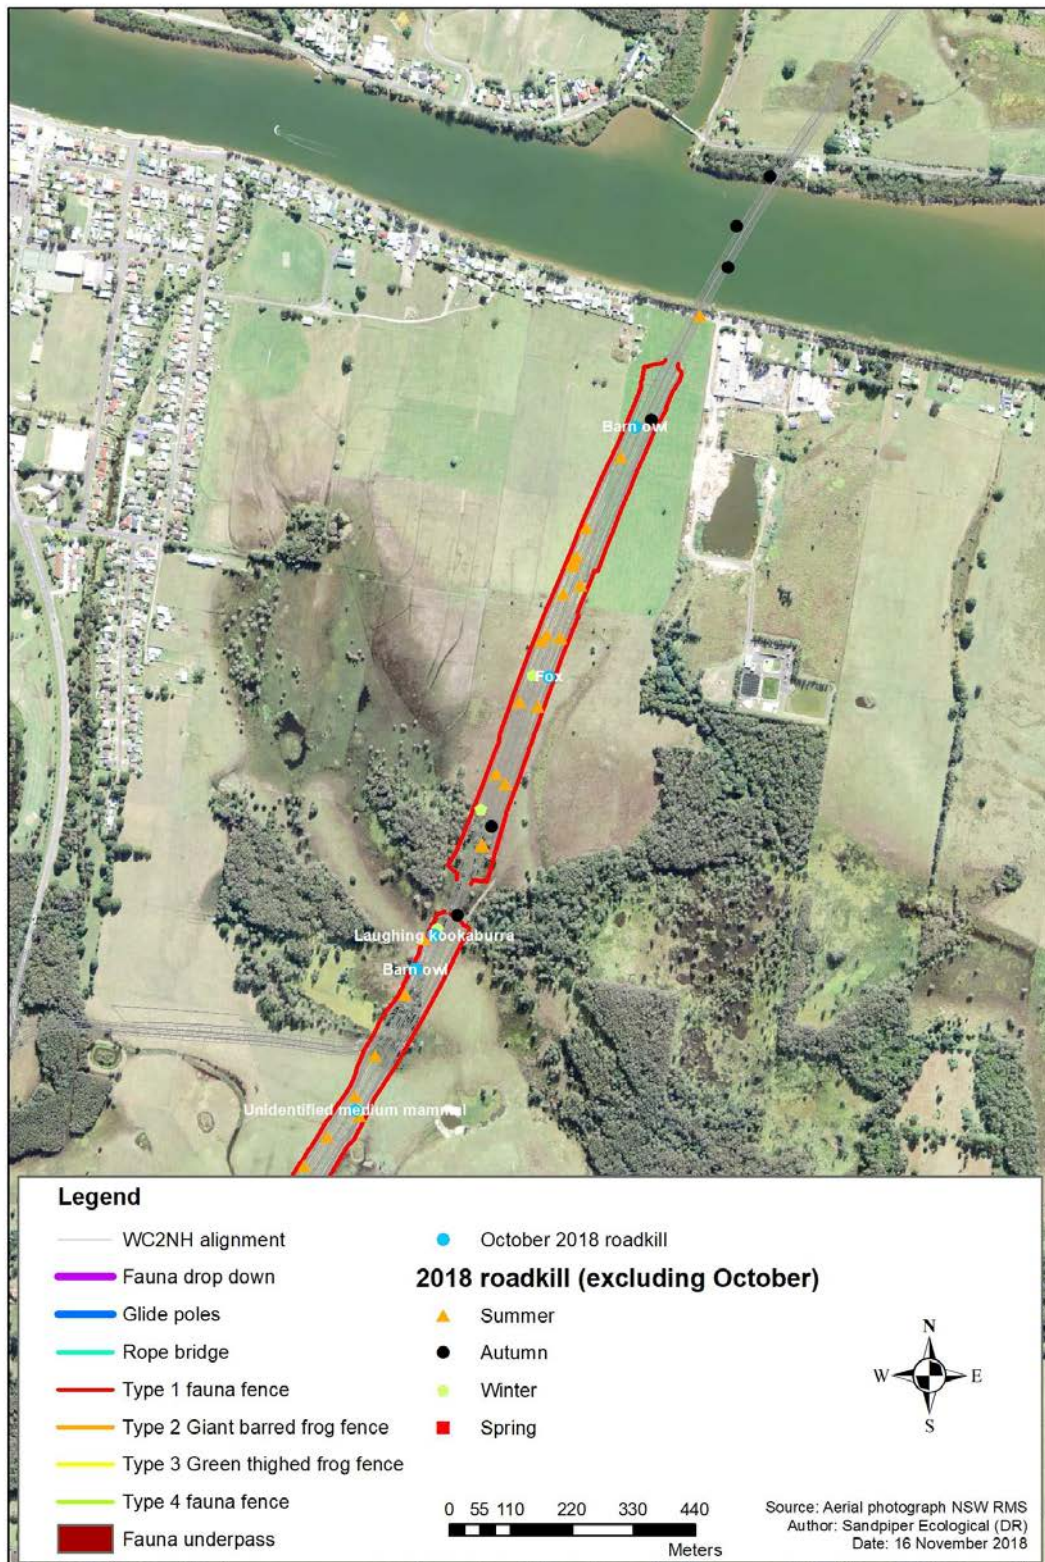 Barn owl
Fox
Laughing kookaburra
Barn owl
Unidentified medium mammal
Legend
WC2NH alignment
Fauna drop down
Glide poles
Rope bridge
Type 1 fauna fence
Type 2 Giant barred frog fence
Type 3 Green thighed frog fence
Type 4 fauna fence
Fauna underpass
October 2018 roadkill
2018 roadkill (excluding October)
Summer
Autumn
Winter
Spring
N
W E
S
0 55 110 220 330 440
Meters
Source: Aerial photograph NSW RMS
Author: Sandpiper Ecological (DR)
Date: 16 November 2018